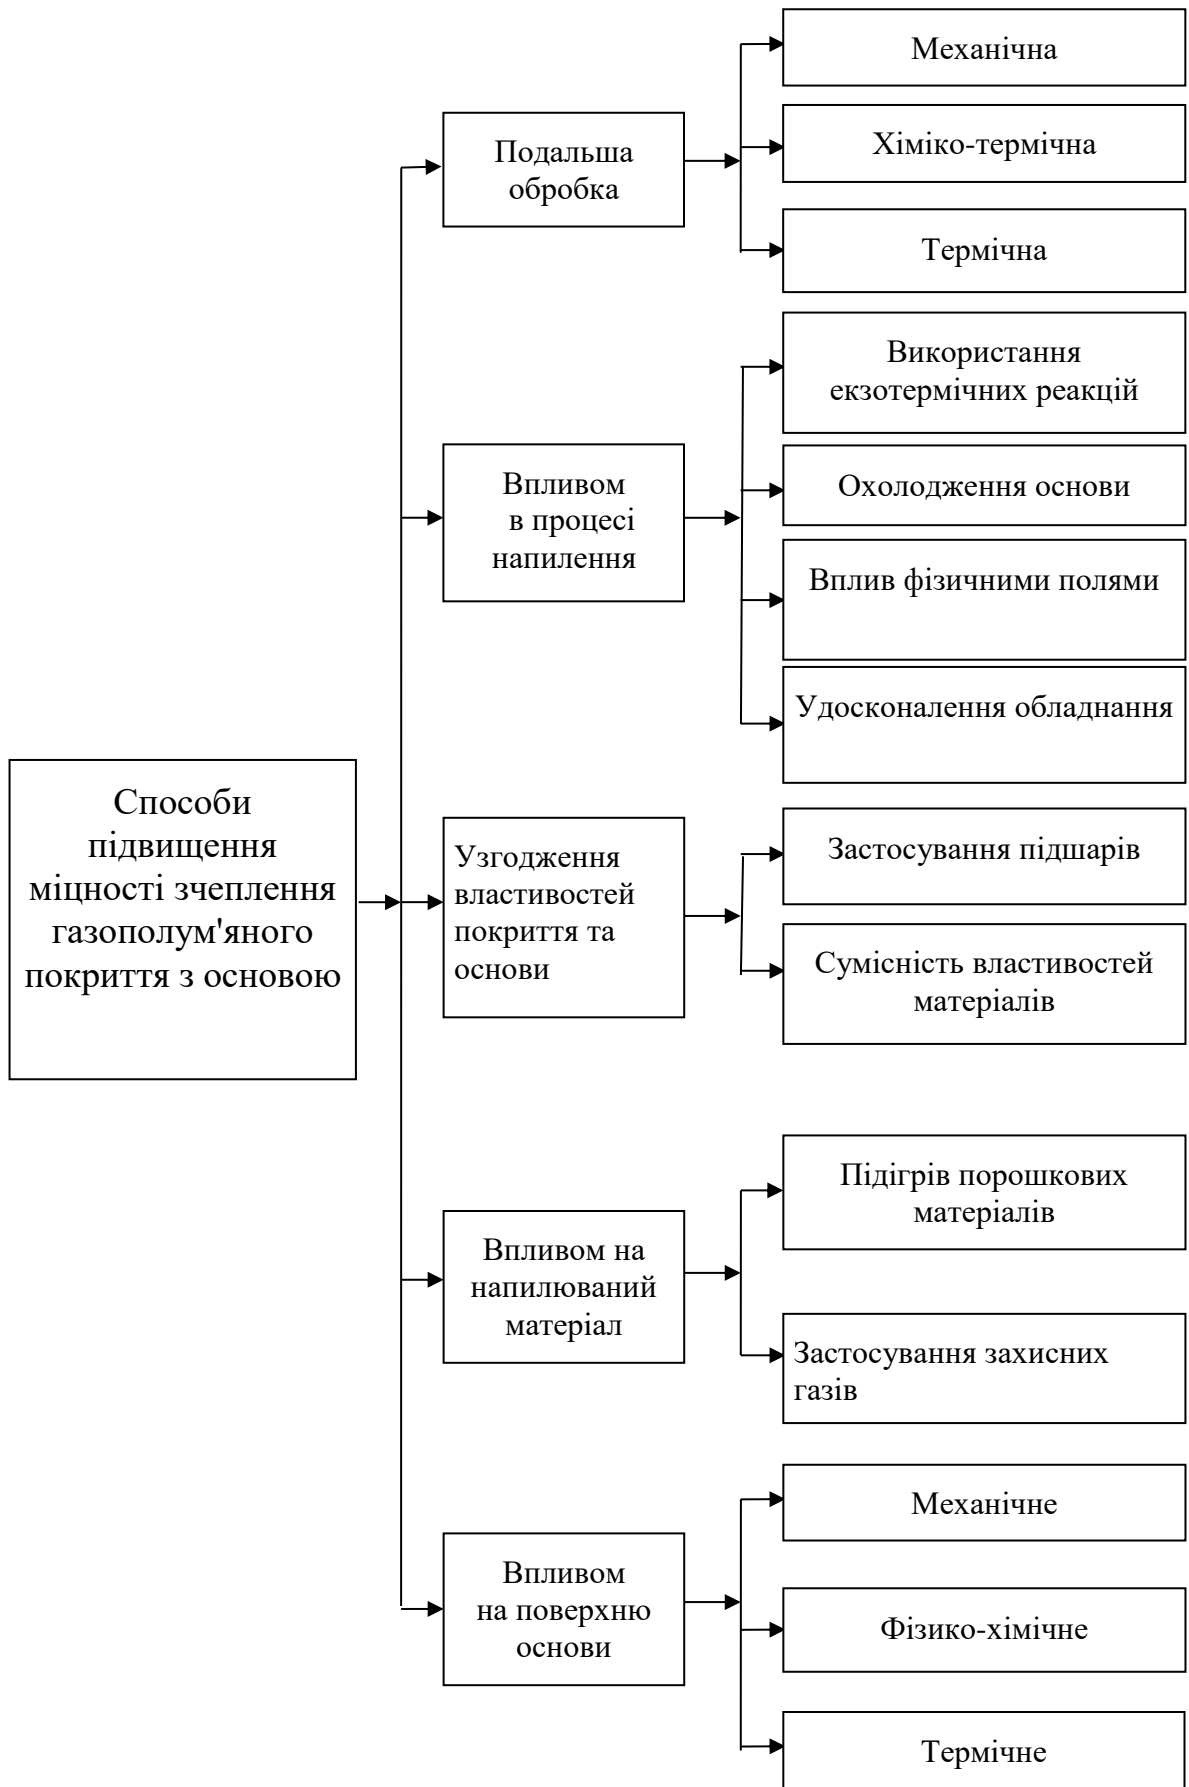 Механічна
Подальша
обробка
Хіміко-термічна
Термічна
Використання
екзотермічних реакцій
Впливом
в процесі
напилення
Охолодження основи
Вплив фізичними полями
Удосконалення обладнання
Способи
підвищення
міцності зчеплення
газополум'яного
покриття з основою
Узгодження
властивостей
покриття та
основи
Застосування підшарів
Сумісність властивостей
матеріалів
Підігрів порошкових
матеріалів
Впливом на
напилюваний
матеріал
Застосування захисних
газів
Механічне
Впливом
на поверхню
основи
Фізико-хімічне
Термічне